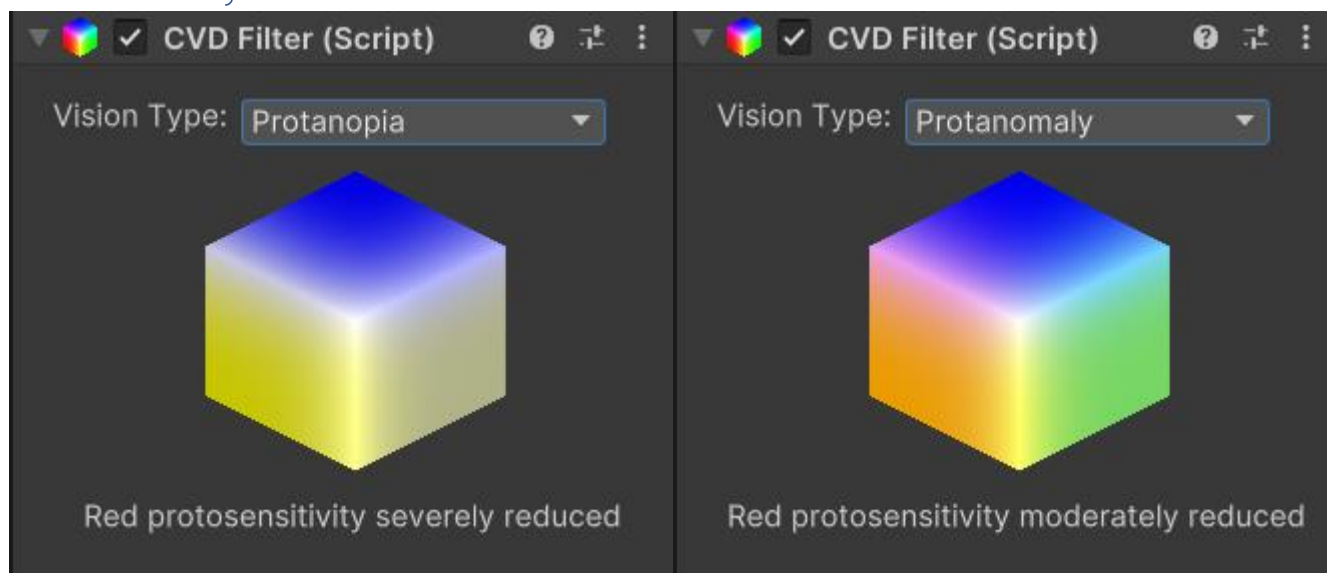 CVD Filter (Script)
Vision Type: Protanopia
Red protosensitivity severely reduced
CVD Filter (Script)
Vision Type: Protanomaly
Red protosensitivity moderately reduced